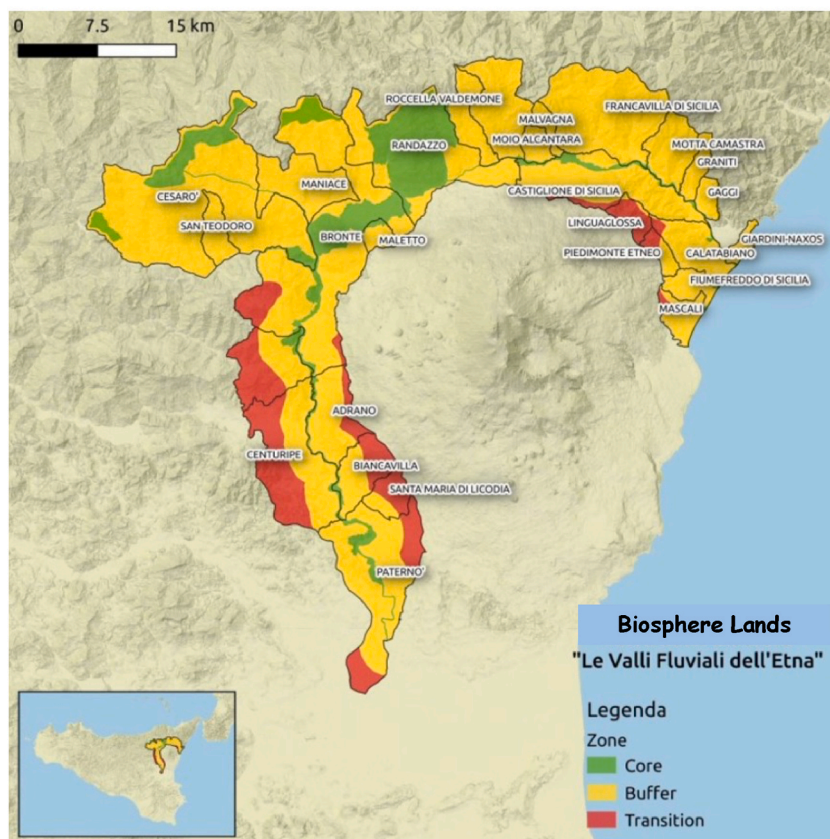 0 7.5 15 km
ROCCELLA VALDEMONE
FRANCAVILLA DI SICILIA
MALVAGNA
MOIO ALCANTARA
RANDAZZO
MOTTA CAMASTRA
GRANITI
MANIACE
CASTIGLIONE DI SICILIA
GAGGI
CESARO'
SAN TEODORO
LINGUAGLOSSA
BRONTE
MALETTO
GIARDINI-NAXOS
PIEDIMONTE ETNEO
CALATABIANO
FIUMEFREDDO DI SICILIA
MASCALI
ADRANO
CENTURIPE
BIANCAVILLA
SANTA MARIA DI LICODIA
PATERNO'
Biosphere Lands
"Le Valli Fluviali dell'Etna"
Legenda
Zone
Core
Buffer
Transition